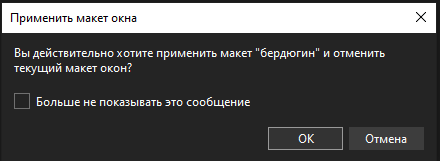 Применить макет окна
Вы действительно хотите применить макет "бердюгин" и отменить
текущий макет окон?
Больше не показывать это сообщение
ОК
Отмена